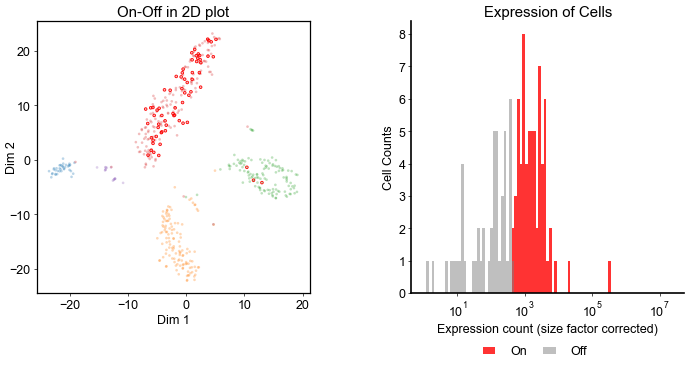 On-Off in 2D plot
Dim 2
20
10
0
−10
−20
−20 −10 0 10 20
Dim 1
Expression of Cells
Cell Counts
8
7
6
5
4
3
2
1
0
10^1 10^3 10^5 10^7
Expression count (size factor corrected)
On Off